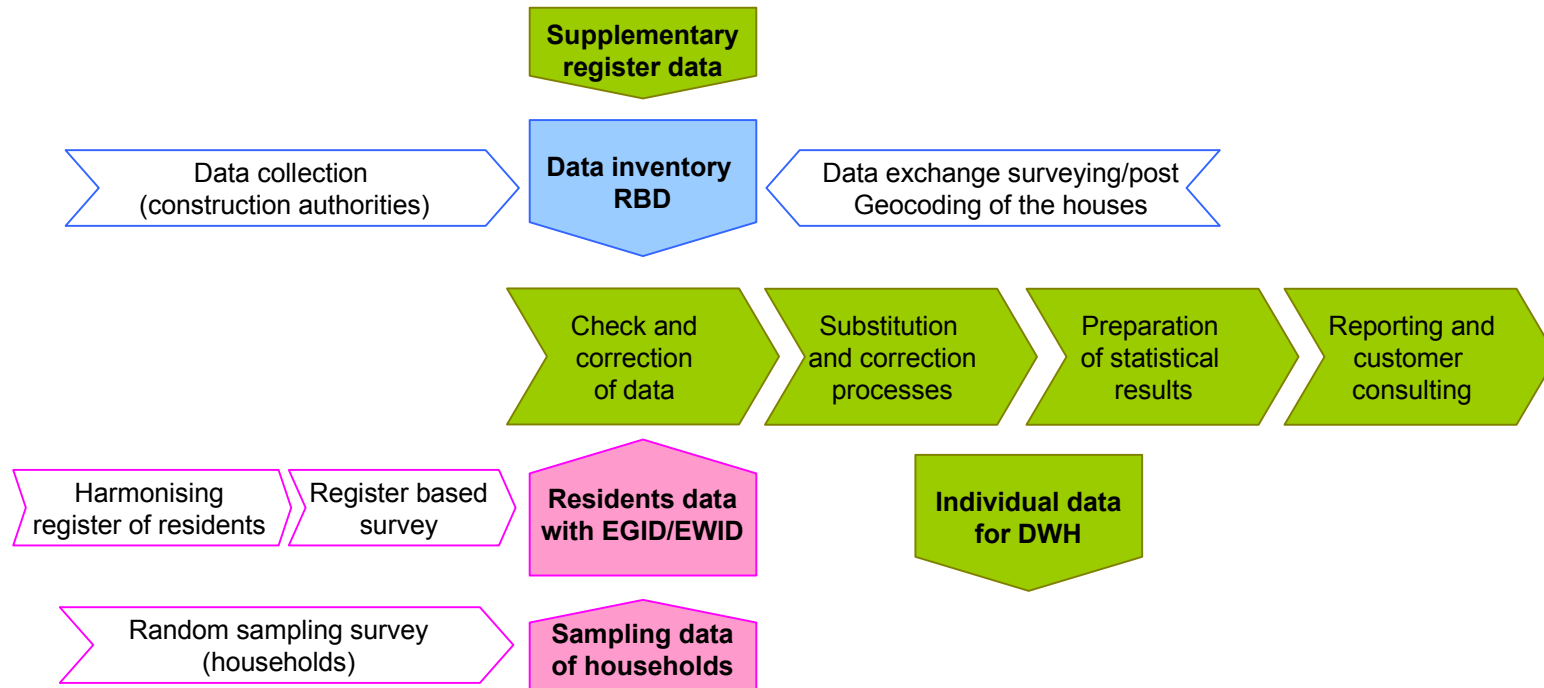 Supplementary
register data
Data collection
(construction authorities)
Data inventory
RBD
Data exchange surveying/post
Geocoding of the houses
Check and
correction
of data
Substitution
and correction
processes
Preparation
of statistical
results
Reporting and
customer
consulting
Harmonising
register of residents
Register based
survey
Residents data
with EGID/EWID
Individual data
for DWH
Random sampling survey
(households)
Sampling data
of households